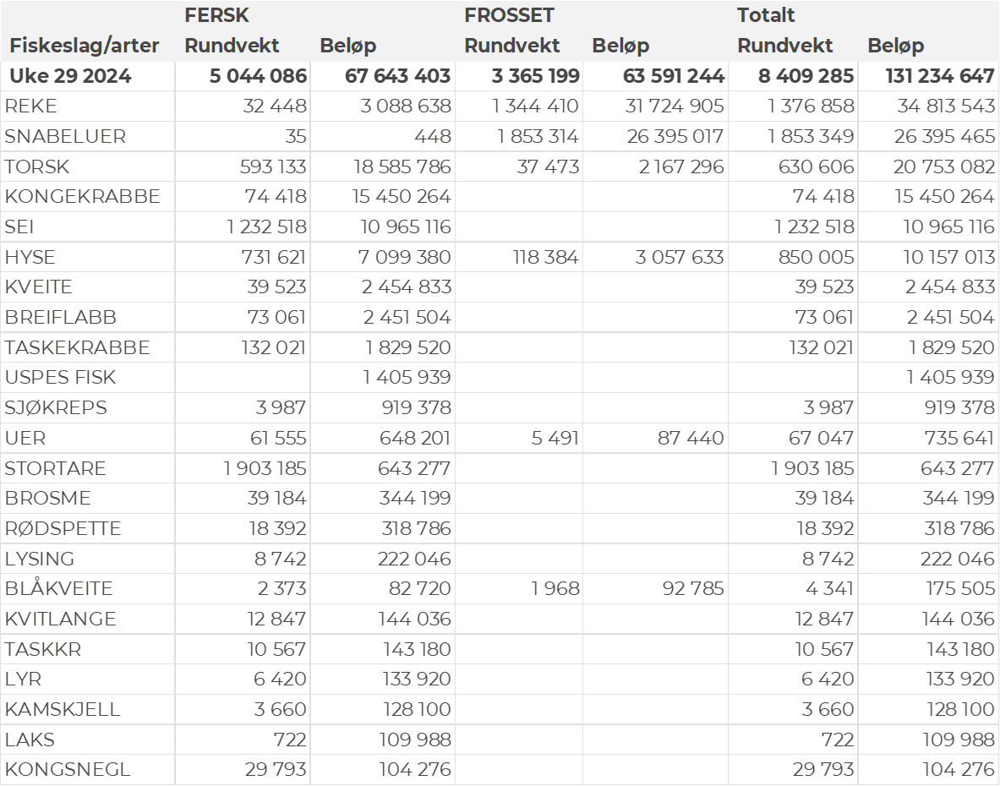 FERSK FROSSET Totalt
Fiskeslag/arter Rundvekt Beløp Rundvekt Beløp Rundvekt Beløp
Uke 29 2024 5 044 086 67 643 403 3 365 199 63 591 244 8 409 285 131 234 647
REKE 32 448 3 088 638 1 344 410 31 724 905 1 376 858 34 813 543
SNABELUER 35 448 1 853 314 26 395 017 1 853 349 26 395 465
TORSK 593 133 18 585 786 37 473 2 167 296 630 606 20 753 082
KONGEKRABBE 74 418 15 450 264 74 418 15 450 264
SEI 1 232 518 10 965 116 1 232 518 10 965 116
HYSE 731 621 7 099 380 118 384 3 057 633 850 005 10 157 013
KVEITE 39 523 2 454 833 39 523 2 454 833
BREIFLABB 73 061 2 451 504 73 061 2 451 504
TASKEKRABBE 132 021 1 829 520 132 021 1 829 520
USPES FISK 1 405 939 1 405 939
SJØKREPS 3 987 919 378 3 987 919 378
UER 61 555 648 201 5 491 87 440 67 047 735 641
STORTARE 1 903 185 643 277 1 903 185 643 277
BROSME 39 184 344 199 39 184 344 199
RØDSPETTE 18 392 318 786 18 392 318 786
LYSING 8 742 222 046 8 742 222 046
BLÅKVEITE 2 373 82 720 1 968 92 785 4 341 175 505
KVITLANGE 12 847 144 036 12 847 144 036
TASKKR 10 567 143 180 10 567 143 180
LYR 6 420 133 920 6 420 133 920
KAMSKJELL 3 660 128 100 3 660 128 100
LAKS 722 109 988 722 109 988
KONGSNEGL 29 793 104 276 29 793 104 276